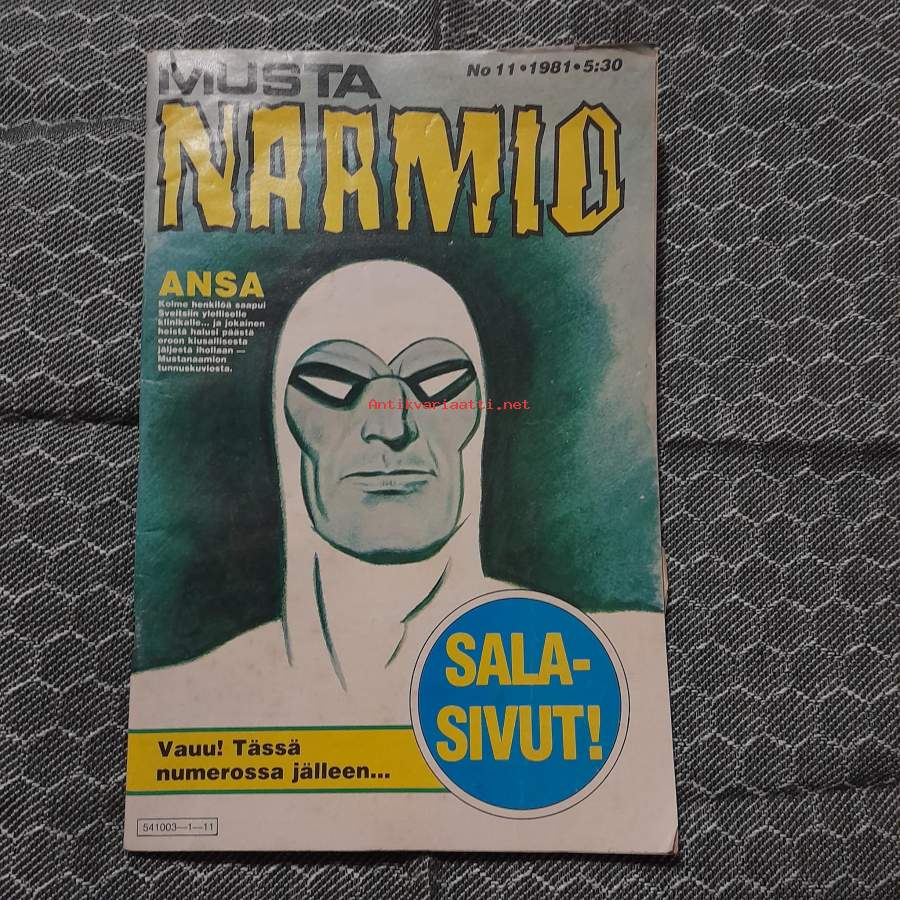 MUSTA
No 11 • 1981 • 5:30
NAAMIO
ANSA
Kolme henkilöä saapui
Sveitsiin ylelliselle
klinikalle... ja jokainen
heistä halusi päästä
eroon kiusallisesta
jäljestä ihollaan —
Mustanaamion
tunnuskuviosta.
Antikvariaatti.net
SALA-
SIVUT!
Vauu! Tässä
numerossa jälleen...
541003—1—11